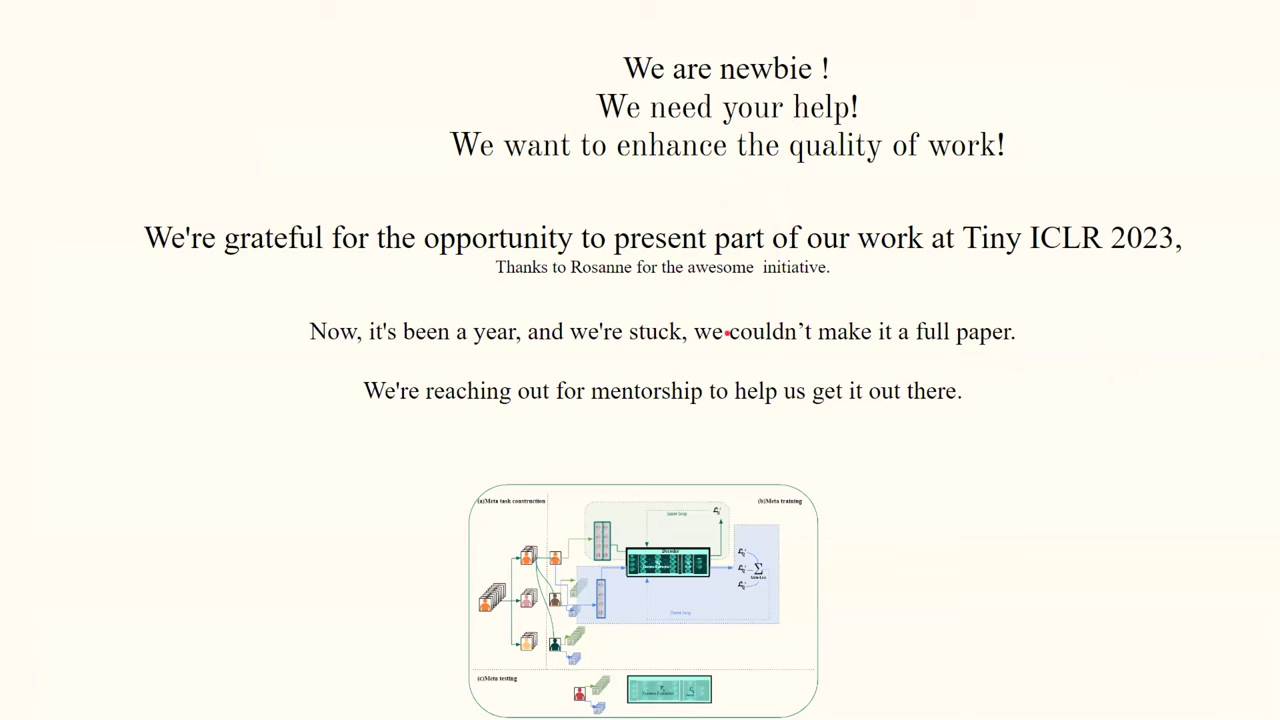 We are newbie !
We need your help!
We want to enhance the quality of work!
We're grateful for the opportunity to present part of our work at Tiny ICLR 2023,
Thanks to Rosanne for the awesome initiative.
Now, it's been a year, and we're stuck, we couldn’t make it a full paper.
We're reaching out for mentorship to help us get it out there.
(a)Meta task construction
(b)Meta training
Decoder
(c)Meta testing